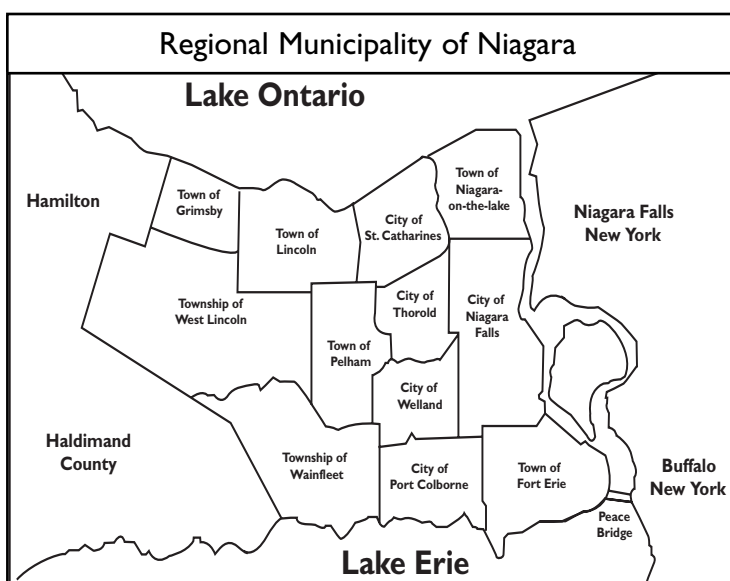 Regional Municipality of Niagara
Lake Ontario
Hamilton
Town of
Grimsby
Town of
Lincoln
City of
St. Catharines
Town of
Niagara-
on-the-lake
Niagara Falls
New York
Township of
West Lincoln
City of
Thorold
City of
Niagara
Falls
Town of
Pelham
City of
Welland
Haldimand
County
Township of
Wainfleet
City of
Port Colborne
Town of
Fort Erie
Buffalo
New York
Peace
Bridge
Lake Erie